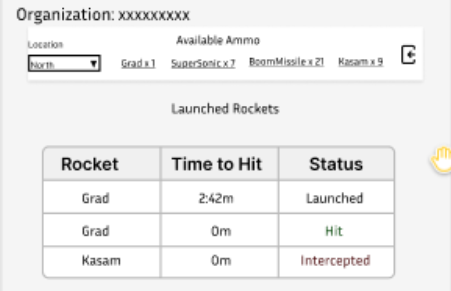 Organization: xxxxxxxxx
Available Ammo
Location
North
Grad x 1 SuperSonic x 7 BoomMissile x 21 Kasam x 9
Launched Rockets
Rocket Time to Hit Status
Grad 2:42m Launched
Grad 0m Hit
Kasam 0m Intercepted